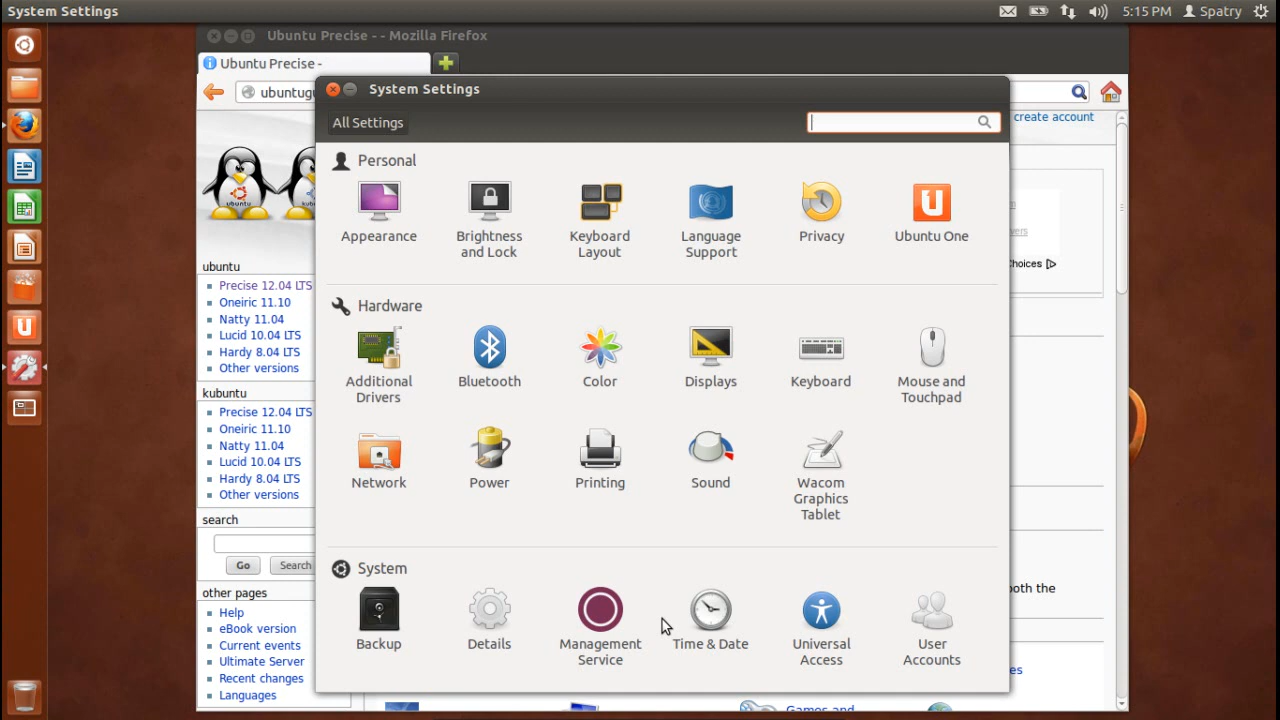 System Settings
5:15 PM Spatry
Ubuntu Precise - - Mozilla Firefox
Ubuntu Precise -
ubuntugu
create account
hoices
ubuntu
Precise 12.04 LTS
Oneiric 11.10
Natty 11.04
Lucid 10.04 LTS
Hardy 8.04 LTS
Other versions
kubuntu
Precise 12.04 LTS
Oneiric 11.10
Natty 11.04
Lucid 10.04 LTS
Hardy 8.04 LTS
Other versions
search
Go Search
other pages
Help
eBook version
Current events
Ultimate Server
Recent changes
Languages
both the
Games and
System Settings
All Settings
Personal
Appearance
Brightness and Lock
Keyboard Layout
Language Support
Privacy
Ubuntu One
Hardware
Additional Drivers
Bluetooth
Color
Displays
Keyboard
Mouse and Touchpad
Network
Power
Printing
Sound
Wacom Graphics Tablet
System
Backup
Details
Management Service
Time & Date
Universal Access
User Accounts